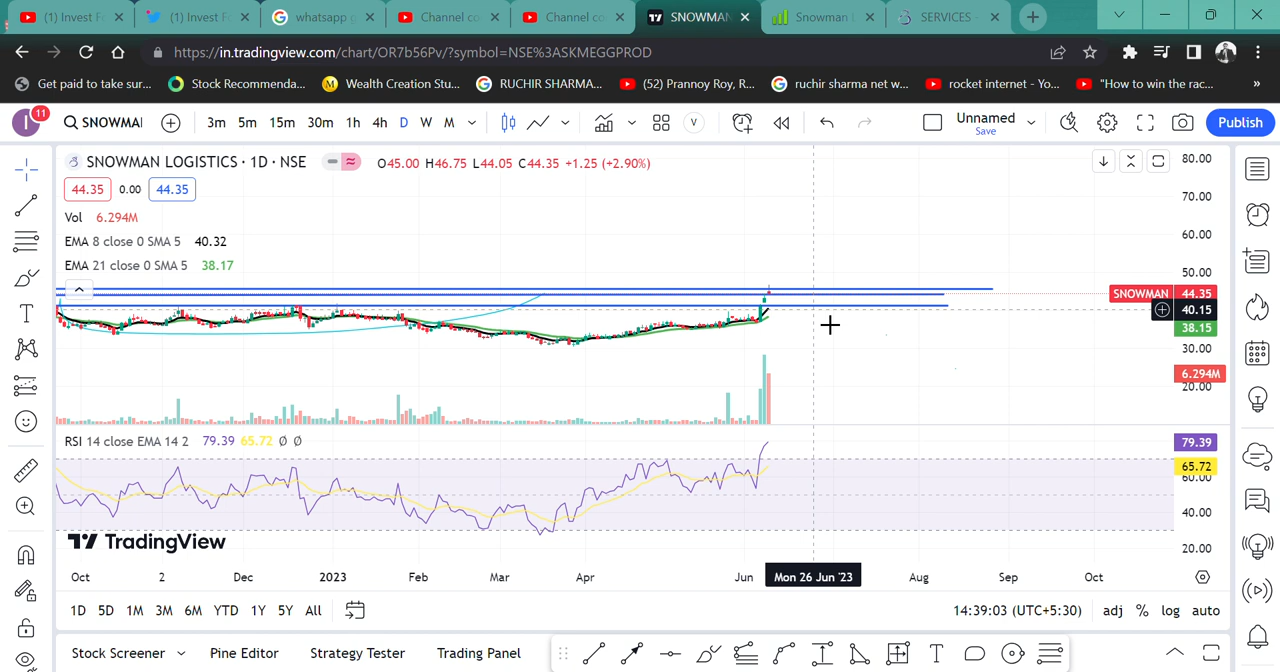 (1) Invest F
(1) Invest Fo
whatsapp g
Channel co
Channel co
SNOWMAN
Snowman L
SERVICES -
https://in.tradingview.com/chart/OR7b56Pv/?symbol=NSE%3ASKMEGGPROD
Get paid to take sur...
Stock Recommenda...
Wealth Creation Stu...
RUCHIR SHARMA...
(52) Prannoy Roy, R...
ruchir sharma net w...
rocket internet - Yo...
"How to win the rac...
»
I 11
SNOWMAI
3m 5m 15m 30m 1h 4h D W M
V
Unnamed
Save
Publish
SNOWMAN LOGISTICS · 1D · NSE
O45.00 H46.75 L44.05 C44.35 +1.25 (+2.90%)
44.35 0.00 44.35
Vol 6.294M
EMA 8 close 0 SMA 5 40.32
EMA 21 close 0 SMA 5 38.17
80.00
70.00
60.00
50.00
SNOWMAN 44.35
40.15
38.15
30.00
6.294M
20.00
RSI 14 close EMA 14 2 79.39 65.72 Ø Ø
79.39
65.72
60.00
40.00
20.00
TradingView
Oct 2 Dec 2023 Feb Mar Apr Jun Mon 26 Jun '23 Aug Sep Oct
1D 5D 1M 3M 6M YTD 1Y 5Y All
14:39:03 (UTC+5:30) adj % log auto
Stock Screener Pine Editor Strategy Tester Trading Panel